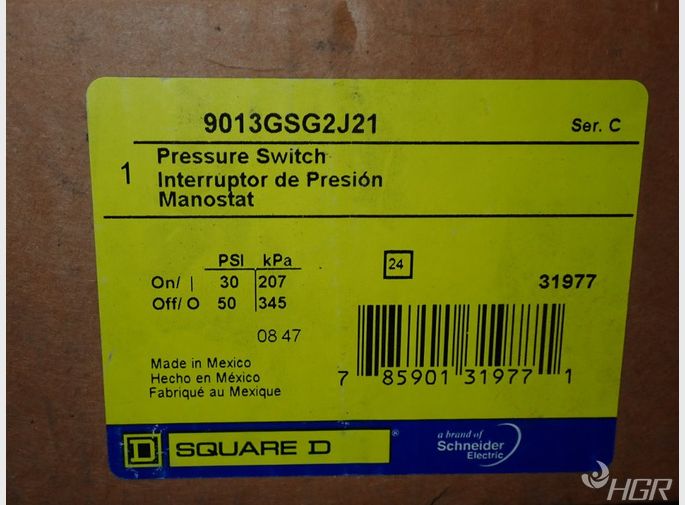 9013GSG2J21 Ser. C
1 Pressure Switch
Interruptor de Presión
Manostat
PSI kPa
On/ | 30 207
Off/ O 50 345
24
31977
08 47
Made in Mexico
Hecho en México
Fabriqué au Mexique
7 85901 31977 1
D SQUARE D ®
a brand of
Schneider
Electric
HGR